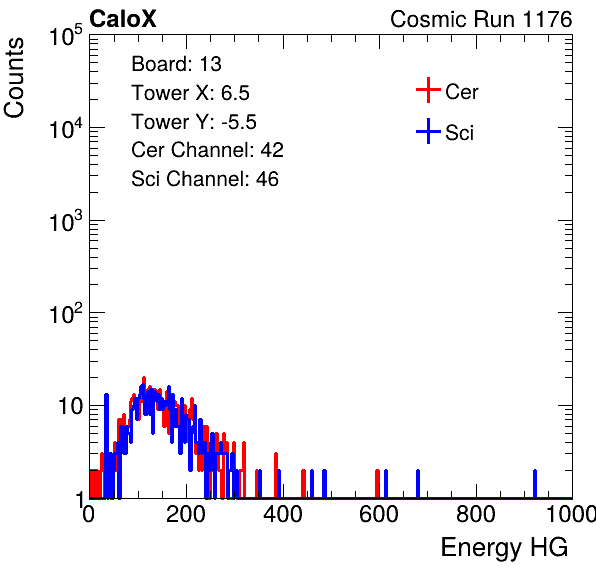 CaloX Cosmic Run 1176
Counts
10^5
10^4
10^3
10^2
10
1
Board: 13
Tower X: 6.5
Tower Y: -5.5
Cer Channel: 42
Sci Channel: 46
Cer
Sci
0 200 400 600 800 1000
Energy HG